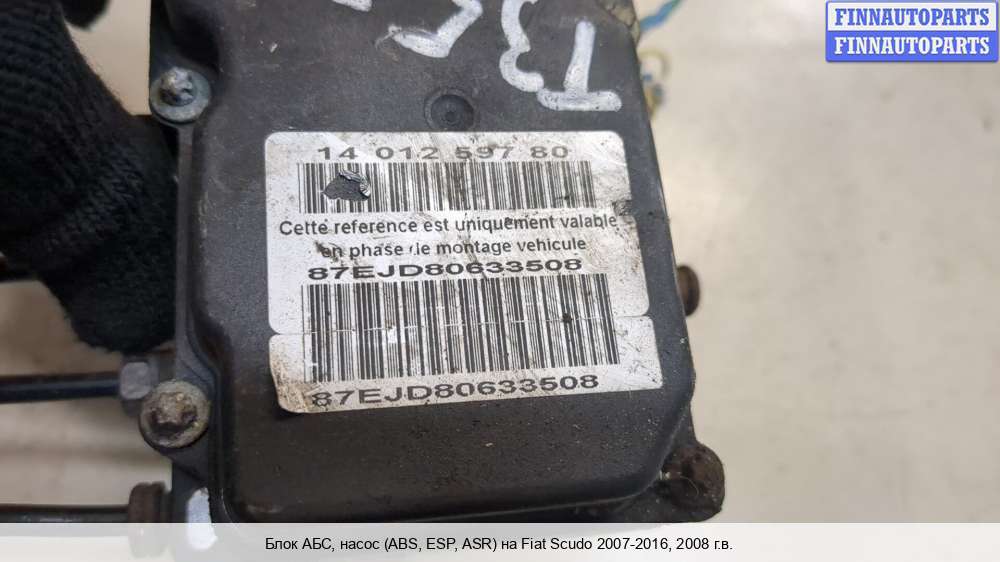 FINNAUTOPARTS
FINNAUTOPARTS
T3
14 012 597 80
Cette reference est uniquement valable
en phase de montage vehicule
87EJD80633508
87EJD80633508
Блок АБС, насос (ABS, ESP, ASR) на Fiat Scudo 2007-2016, 2008 г.в.